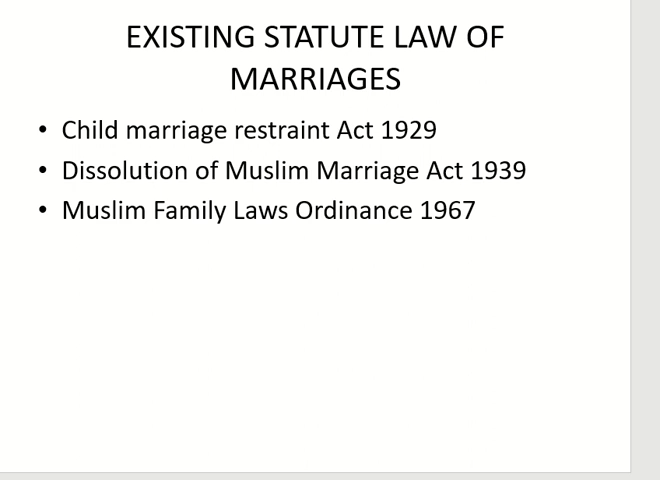 EXISTING STATUTE LAW OF
MARRIAGES
• Child marriage restraint Act 1929
• Dissolution of Muslim Marriage Act 1939
• Muslim Family Laws Ordinance 1967